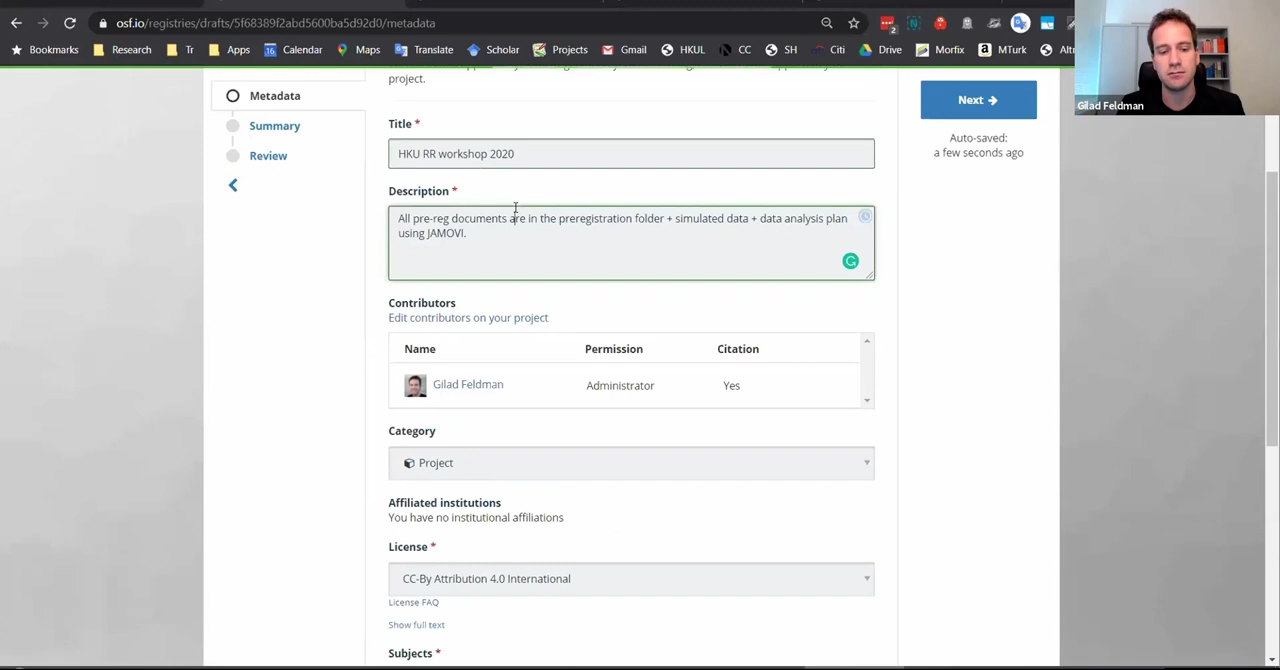 osf.io/registries/drafts/5f68389f2abd5600ba5d92d0/metadata
2
Bookmarks Research Tr Apps 16 Calendar Maps Translate Scholar Projects Gmail HKUL CC SH Citi Drive Morfix a MTurk
Gilad Feldman
project.
Metadata
Summary
Review
Title *
HKU RR workshop 2020
Description *
All pre-reg documents are in the preregistration folder + simulated data + data analysis plan
using JAMOVI.
Contributors
Edit contributors on your project
Name Permission Citation
Gilad Feldman Administrator Yes
Category
Project
Affiliated institutions
You have no institutional affiliations
License *
CC-By Attribution 4.0 International
License FAQ
Show full text
Subjects *
Next
Auto-saved:
a few seconds ago